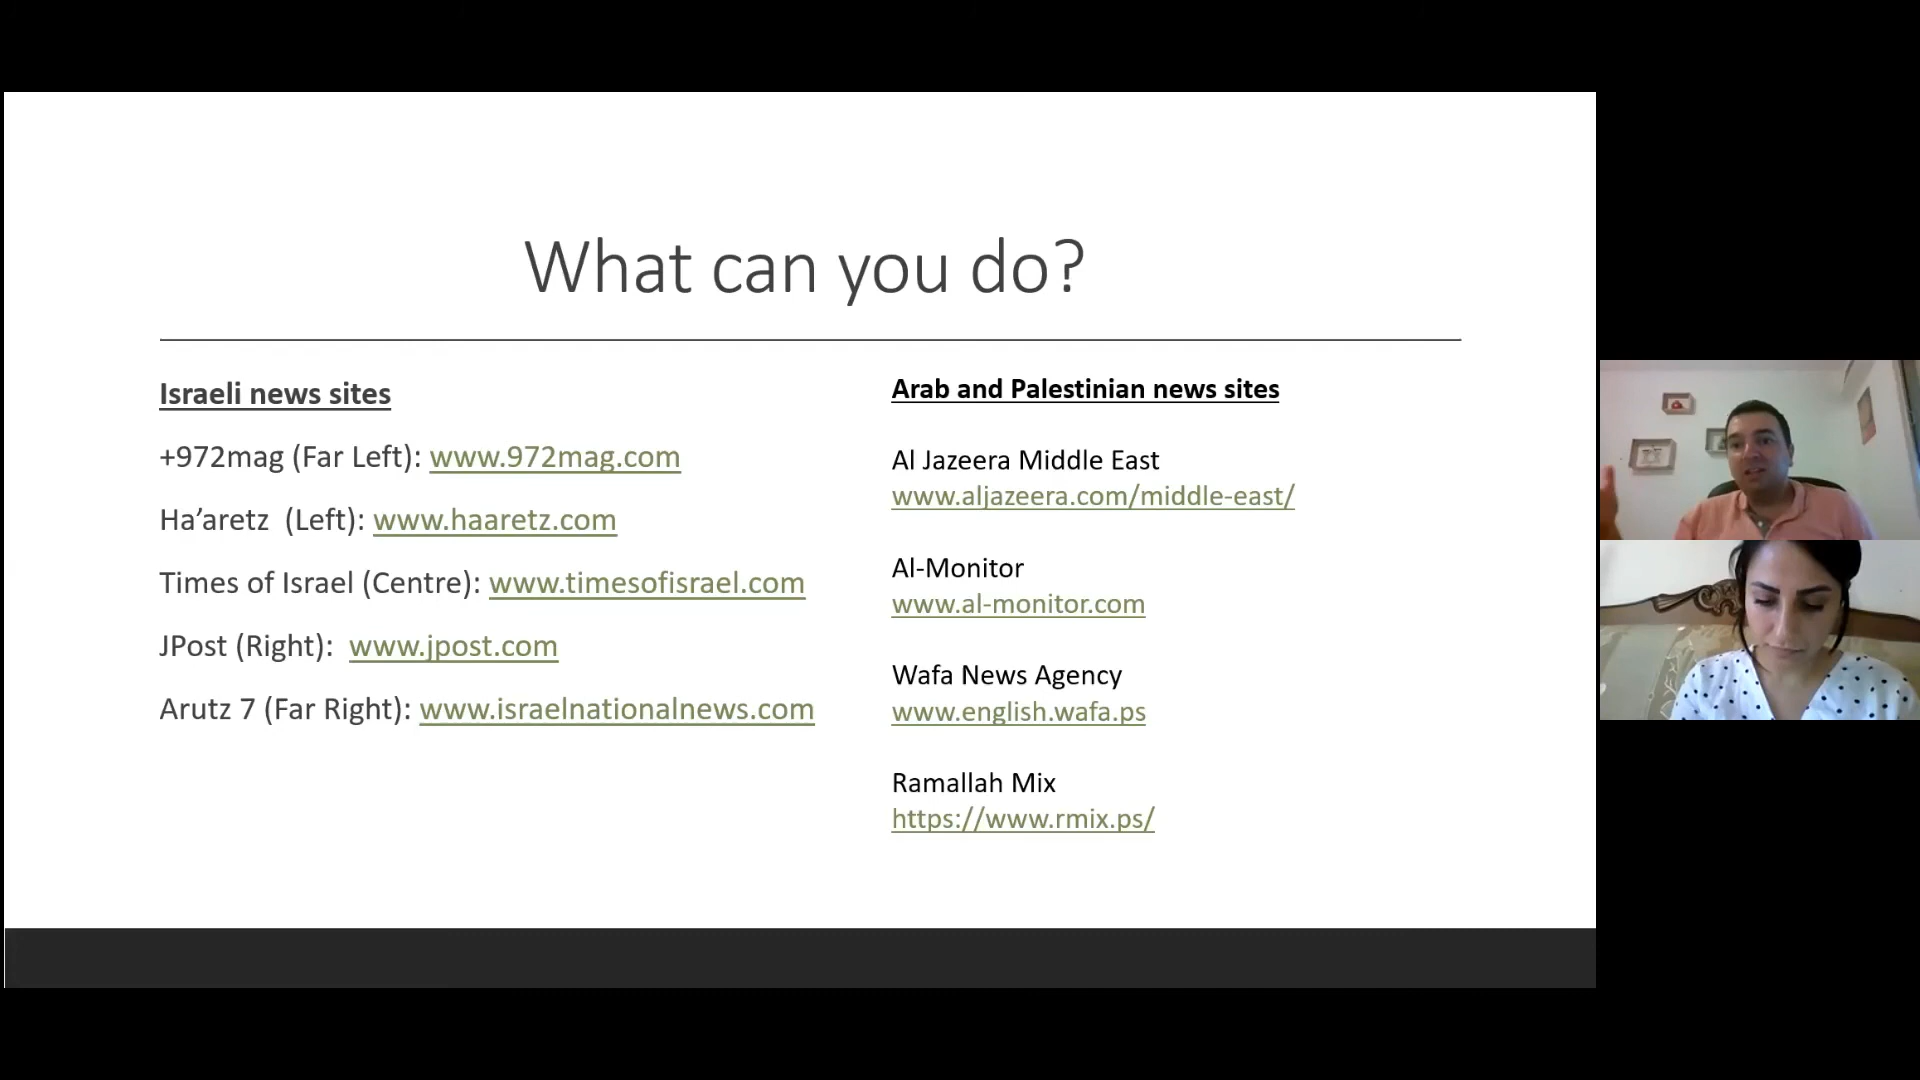 What can you do?
Israeli news sites
+972mag (Far Left): www.972mag.com
Ha’aretz  (Left): www.haaretz.com
Times of Israel (Centre): www.timesofisrael.com
JPost (Right):  www.jpost.com
Arutz 7 (Far Right): www.israelnationalnews.com
Arab and Palestinian news sites
Al Jazeera Middle East
www.aljazeera.com/middle-east/
Al-Monitor
www.al-monitor.com
Wafa News Agency
www.english.wafa.ps
Ramallah Mix
https://www.rmix.ps/